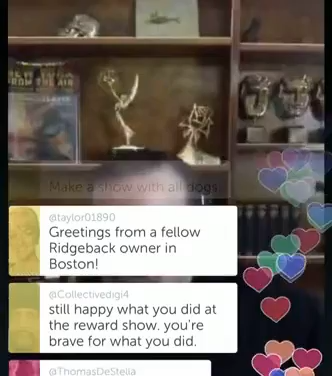 Make a show with all dogs
@taylor01890
Greetings from a fellow
Ridgeback owner in
Boston!
@Collectivedigi4
still happy what you did at
the reward show. you're
brave for what you did.
@ThomasDeStella